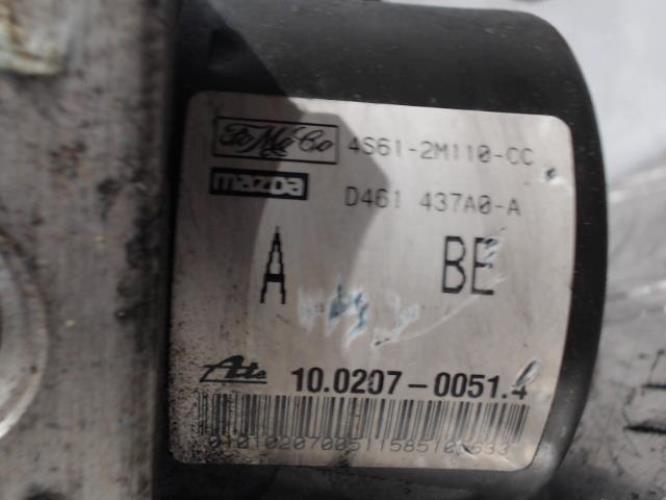 FoMoCo 4S61-2M110-CC
mazda D461 437A0-A
A BE
Ate 10.0207-0051.4